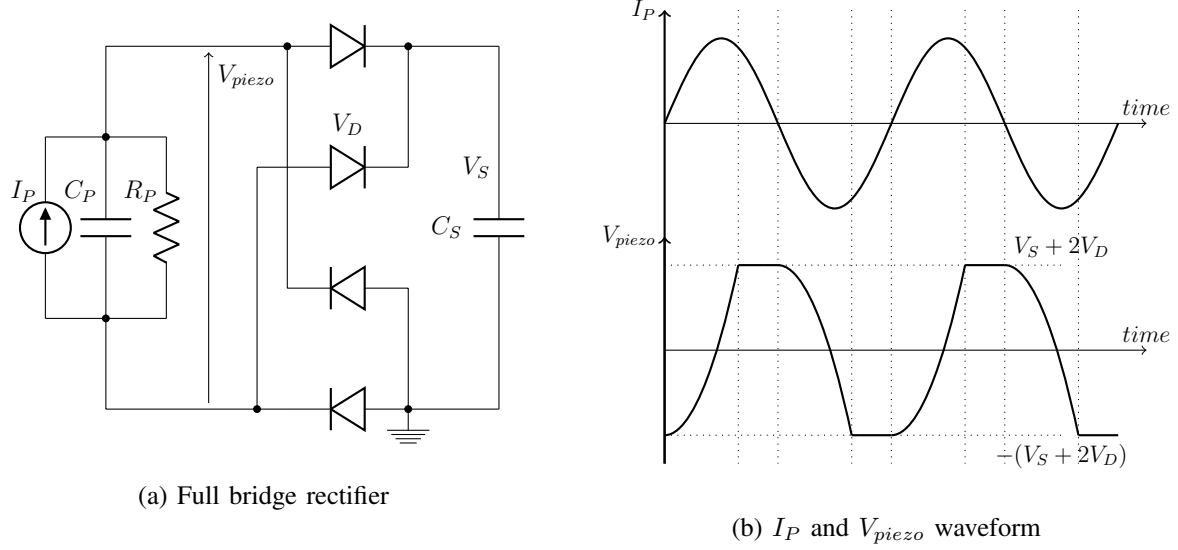 V_piezo
V_D
V_S
I_P
C_P
R_P
C_S
(a) Full bridge rectifier
I_P
time
V_piezo
V_S + 2V_D
time
−(V_S + 2V_D)
(b) I_P and V_piezo waveform